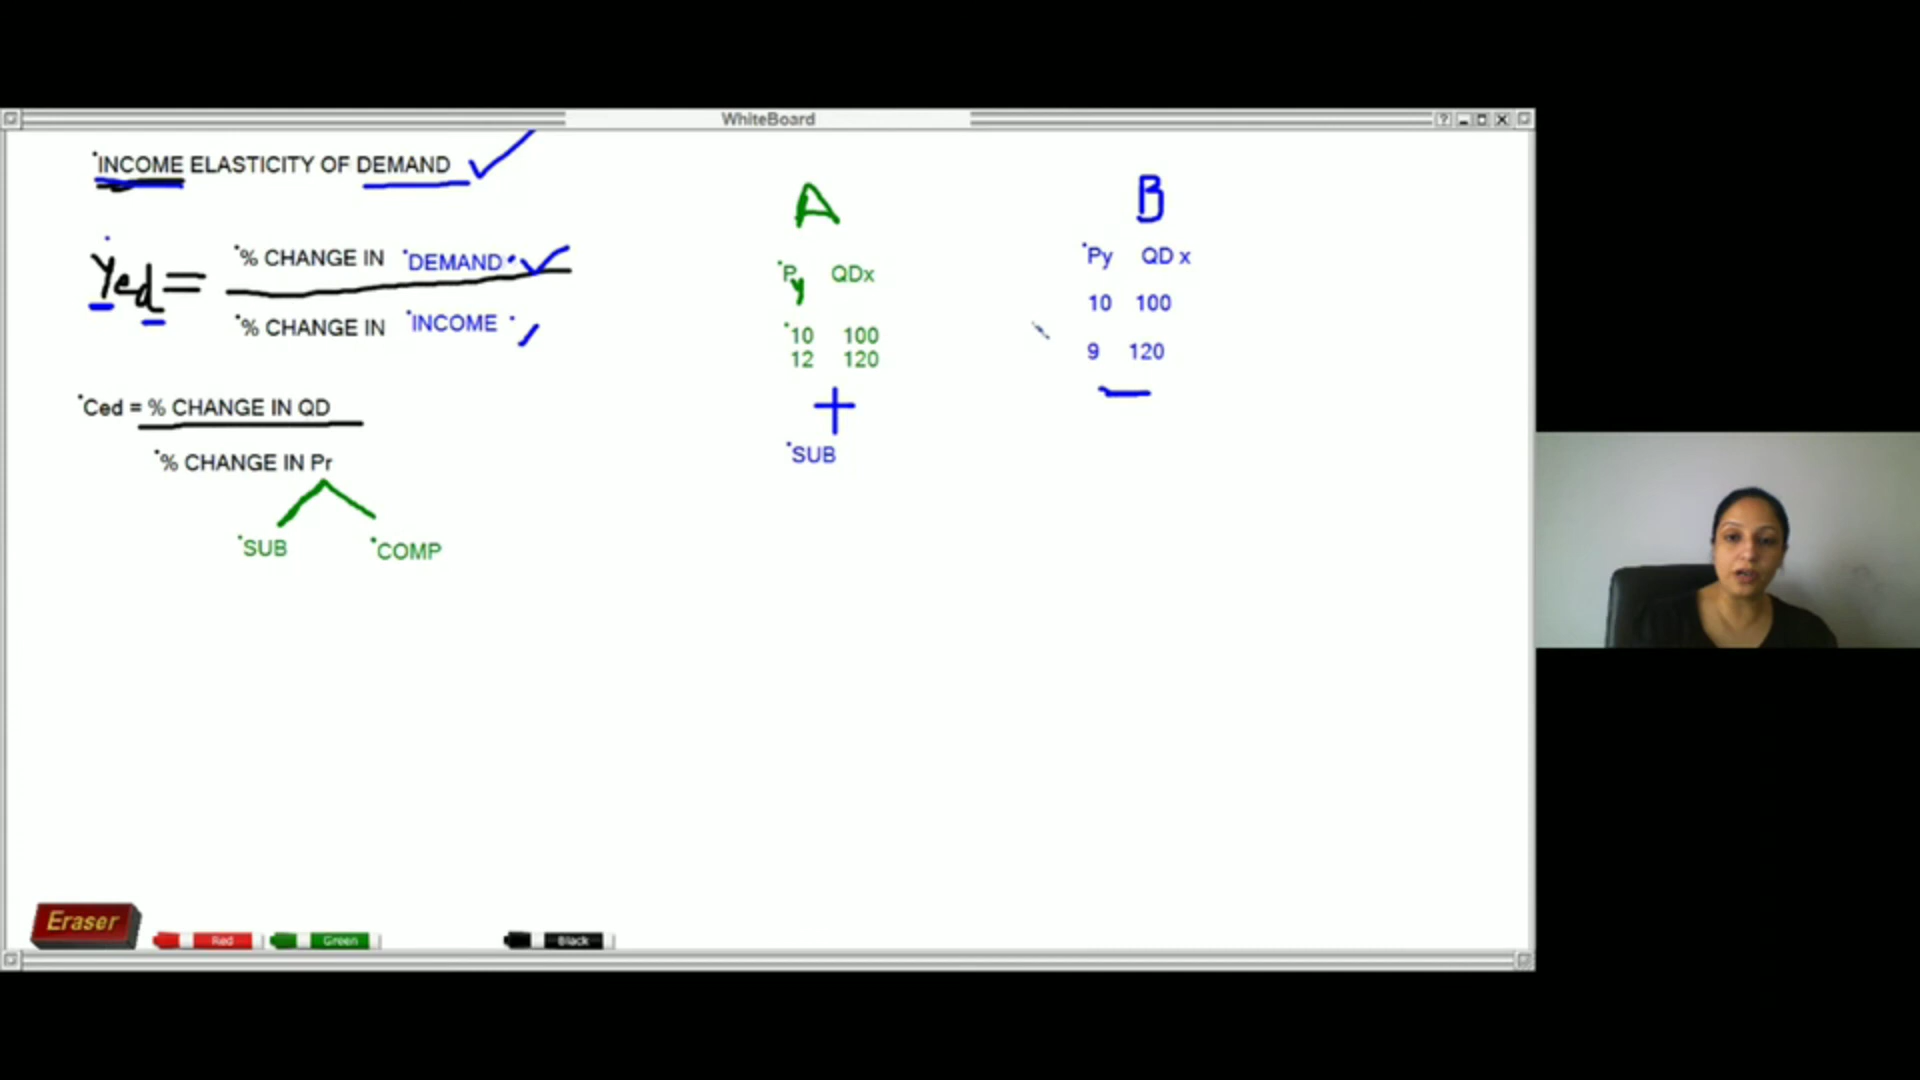 WhiteBoard
INCOME ELASTICITY OF DEMAND
Yed = % CHANGE IN DEMAND
% CHANGE IN INCOME
Ced = % CHANGE IN QD
% CHANGE IN Pr
SUB COMP
A
Py QDx
10 100
12 120
+
SUB
B
Py QD x
10 100
9 120
–
Eraser Red Green Black